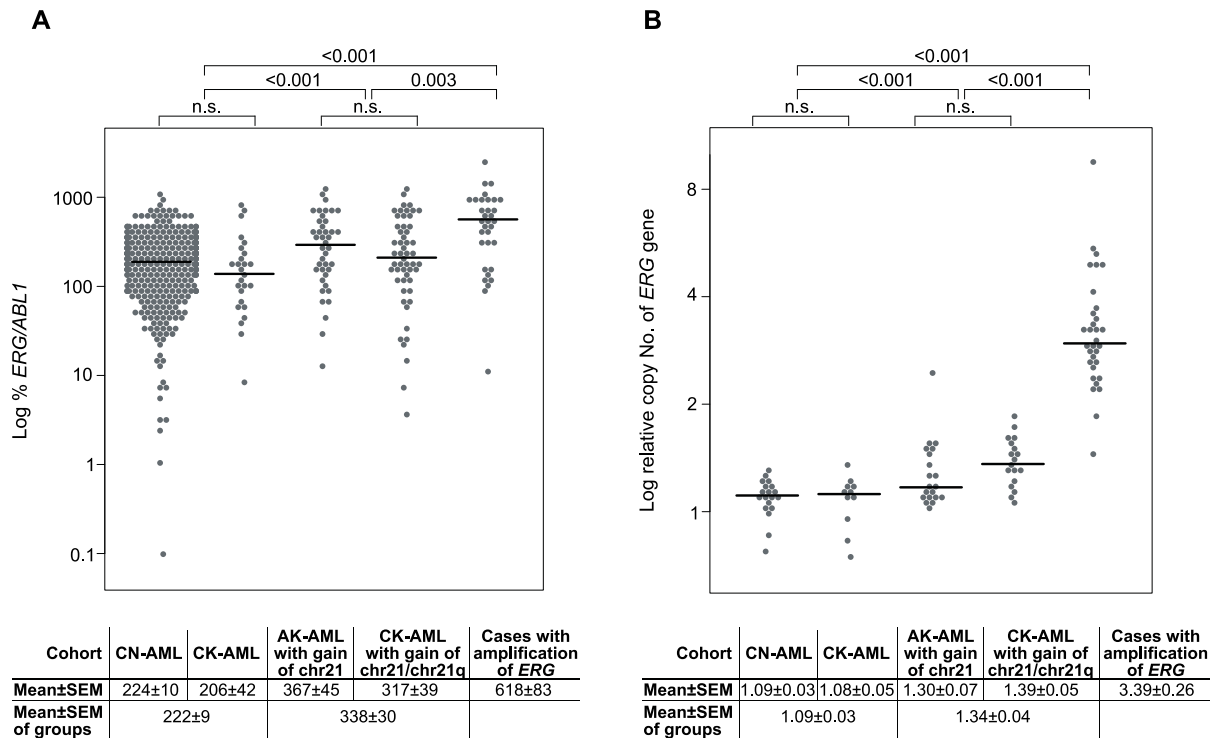 A
<0.001
<0.001 0.003
n.s. n.s.
1000
100
10
1
0.1
Log % ERG/ABL1
Cohort CN-AML CK-AML AK-AML with gain of chr21 CK-AML with gain of chr21/chr21q Cases with amplification of ERG
Mean±SEM 224±10 206±42 367±45 317±39 618±83
Mean±SEM of groups 222±9 338±30
B
<0.001
<0.001 <0.001
n.s. n.s.
8
4
2
1
Log relative copy No. of ERG gene
Cohort CN-AML CK-AML AK-AML with gain of chr21 CK-AML with gain of chr21/chr21q Cases with amplification of ERG
Mean±SEM 1.09±0.03 1.08±0.05 1.30±0.07 1.39±0.05 3.39±0.26
Mean±SEM of groups 1.09±0.03 1.34±0.04